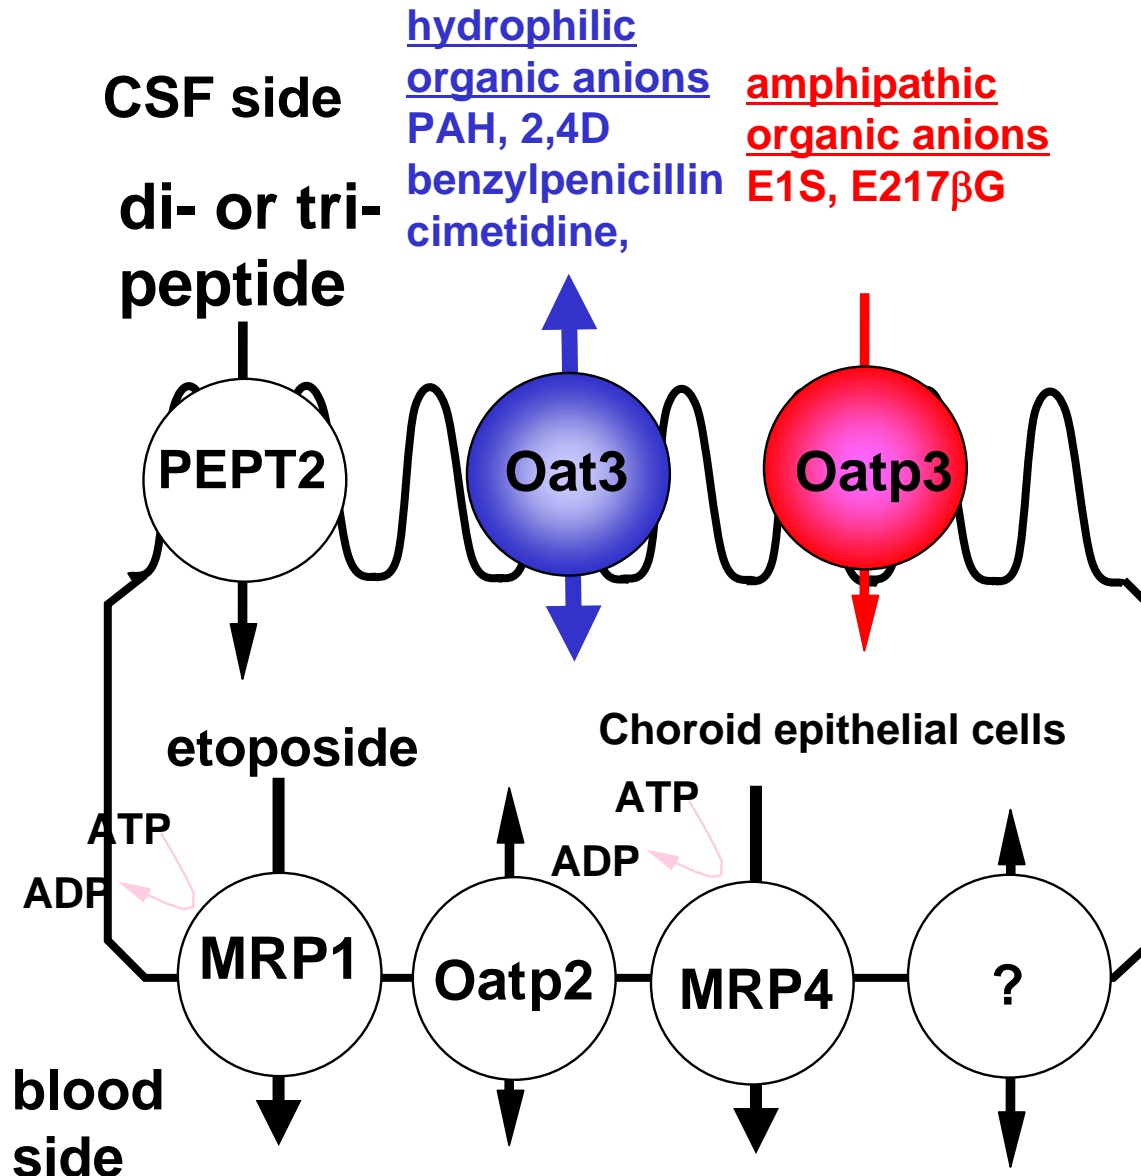 CSF side
di- or tri-
peptide
hydrophilic
organic anions
PAH, 2,4D
benzylpenicillin
cimetidine,
amphipathic
organic anions
E1S, E217βG
PEPT2
Oat3
Oatp3
etoposide
Choroid epithelial cells
ATP
ADP
ATP
ADP
MRP1
Oatp2
MRP4
?
blood
side